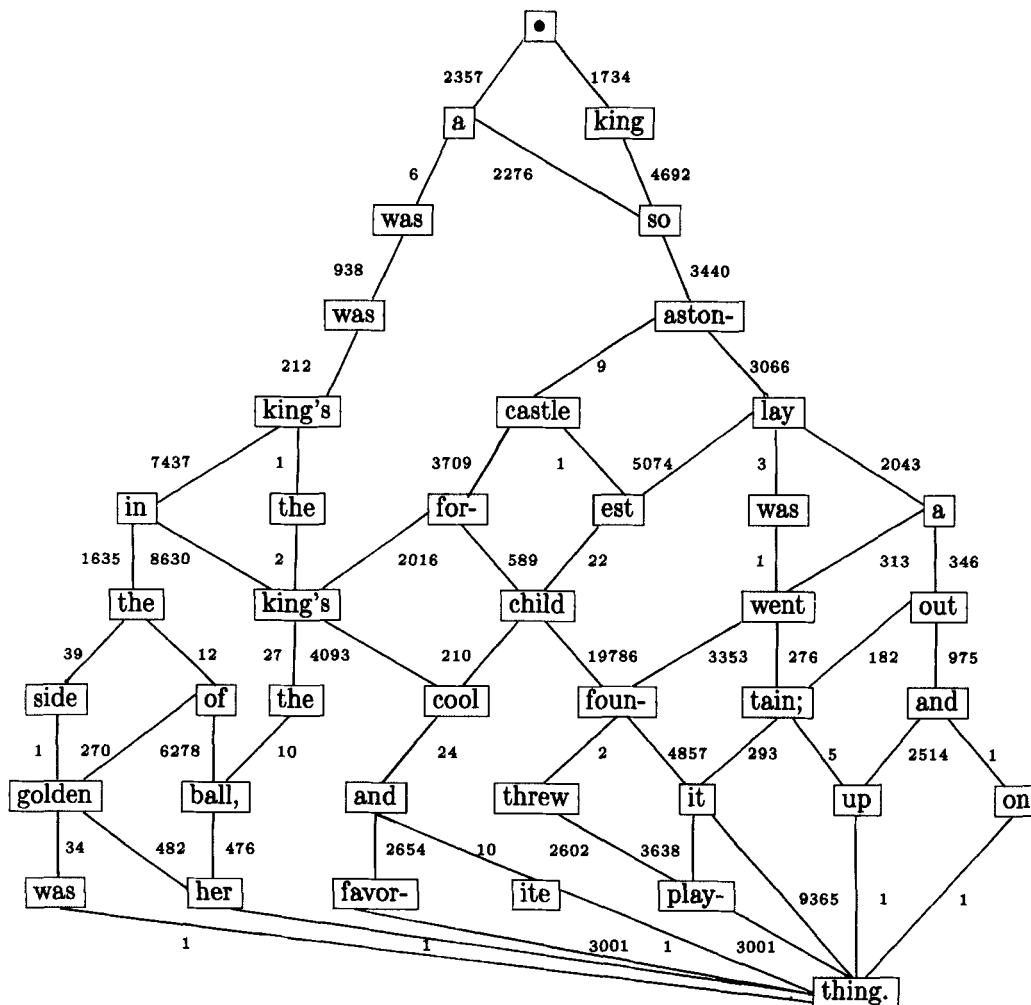 2357 1734
a king
6 2276 4692
was so
938 3440
was aston-
212 9 3066
king's castle lay
7437 1 3709 1 5074 3 2043
in the for- est was a
1635 8630 2 2016 589 22 1 313 346
the king's child went out
39 12 27 4093 210 19786 3353 276 182 975
side of the cool foun- tain; and
1 270 6278 10 24 2 4857 293 5 2514 1
golden ball, and threw it up on
34 482 476 2654 10 2602 3638 9365 1 1
was her favor- ite play-
1 1 3001 1 3001
thing.